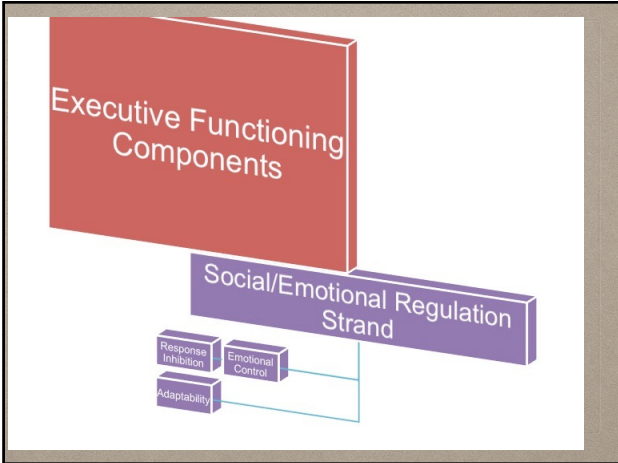 Executive Functioning
Components
Social/Emotional Regulation
Strand
Response
Inhibition
Emotional
Control
Adaptability